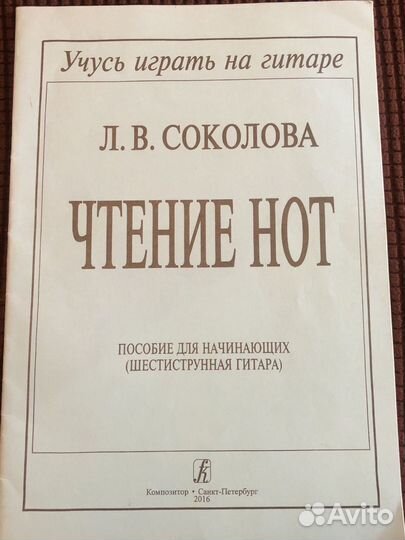 Учусь играть на гитаре
Л. В. СОКОЛОВА
ЧТЕНИЕ НОТ
ПОСОБИЕ ДЛЯ НАЧИНАЮЩИХ
(ШЕСТИСТРУННАЯ ГИТАРА)
Композитор • Санкт-Петербург
2016
Avito